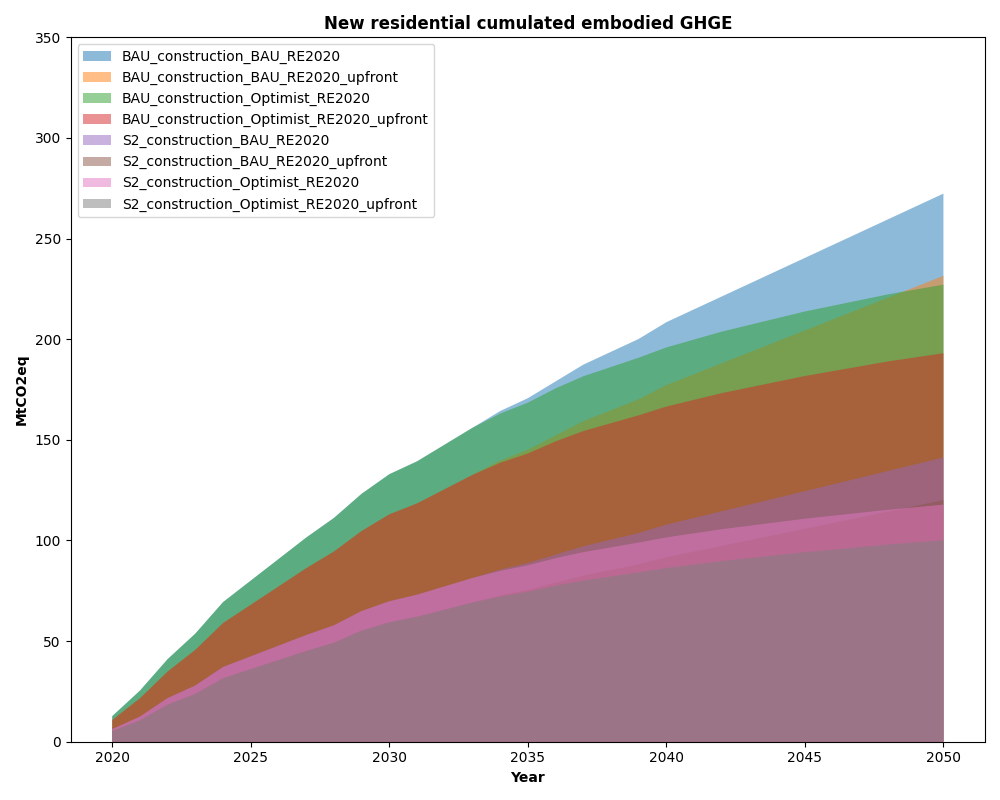 New residential cumulated embodied GHGE
350
300
250
200
150
100
50
0
MtCO2eq
BAU_construction_BAU_RE2020
BAU_construction_BAU_RE2020_upfront
BAU_construction_Optimist_RE2020
BAU_construction_Optimist_RE2020_upfront
S2_construction_BAU_RE2020
S2_construction_BAU_RE2020_upfront
S2_construction_Optimist_RE2020
S2_construction_Optimist_RE2020_upfront
2020 2025 2030 2035 2040 2045 2050
Year